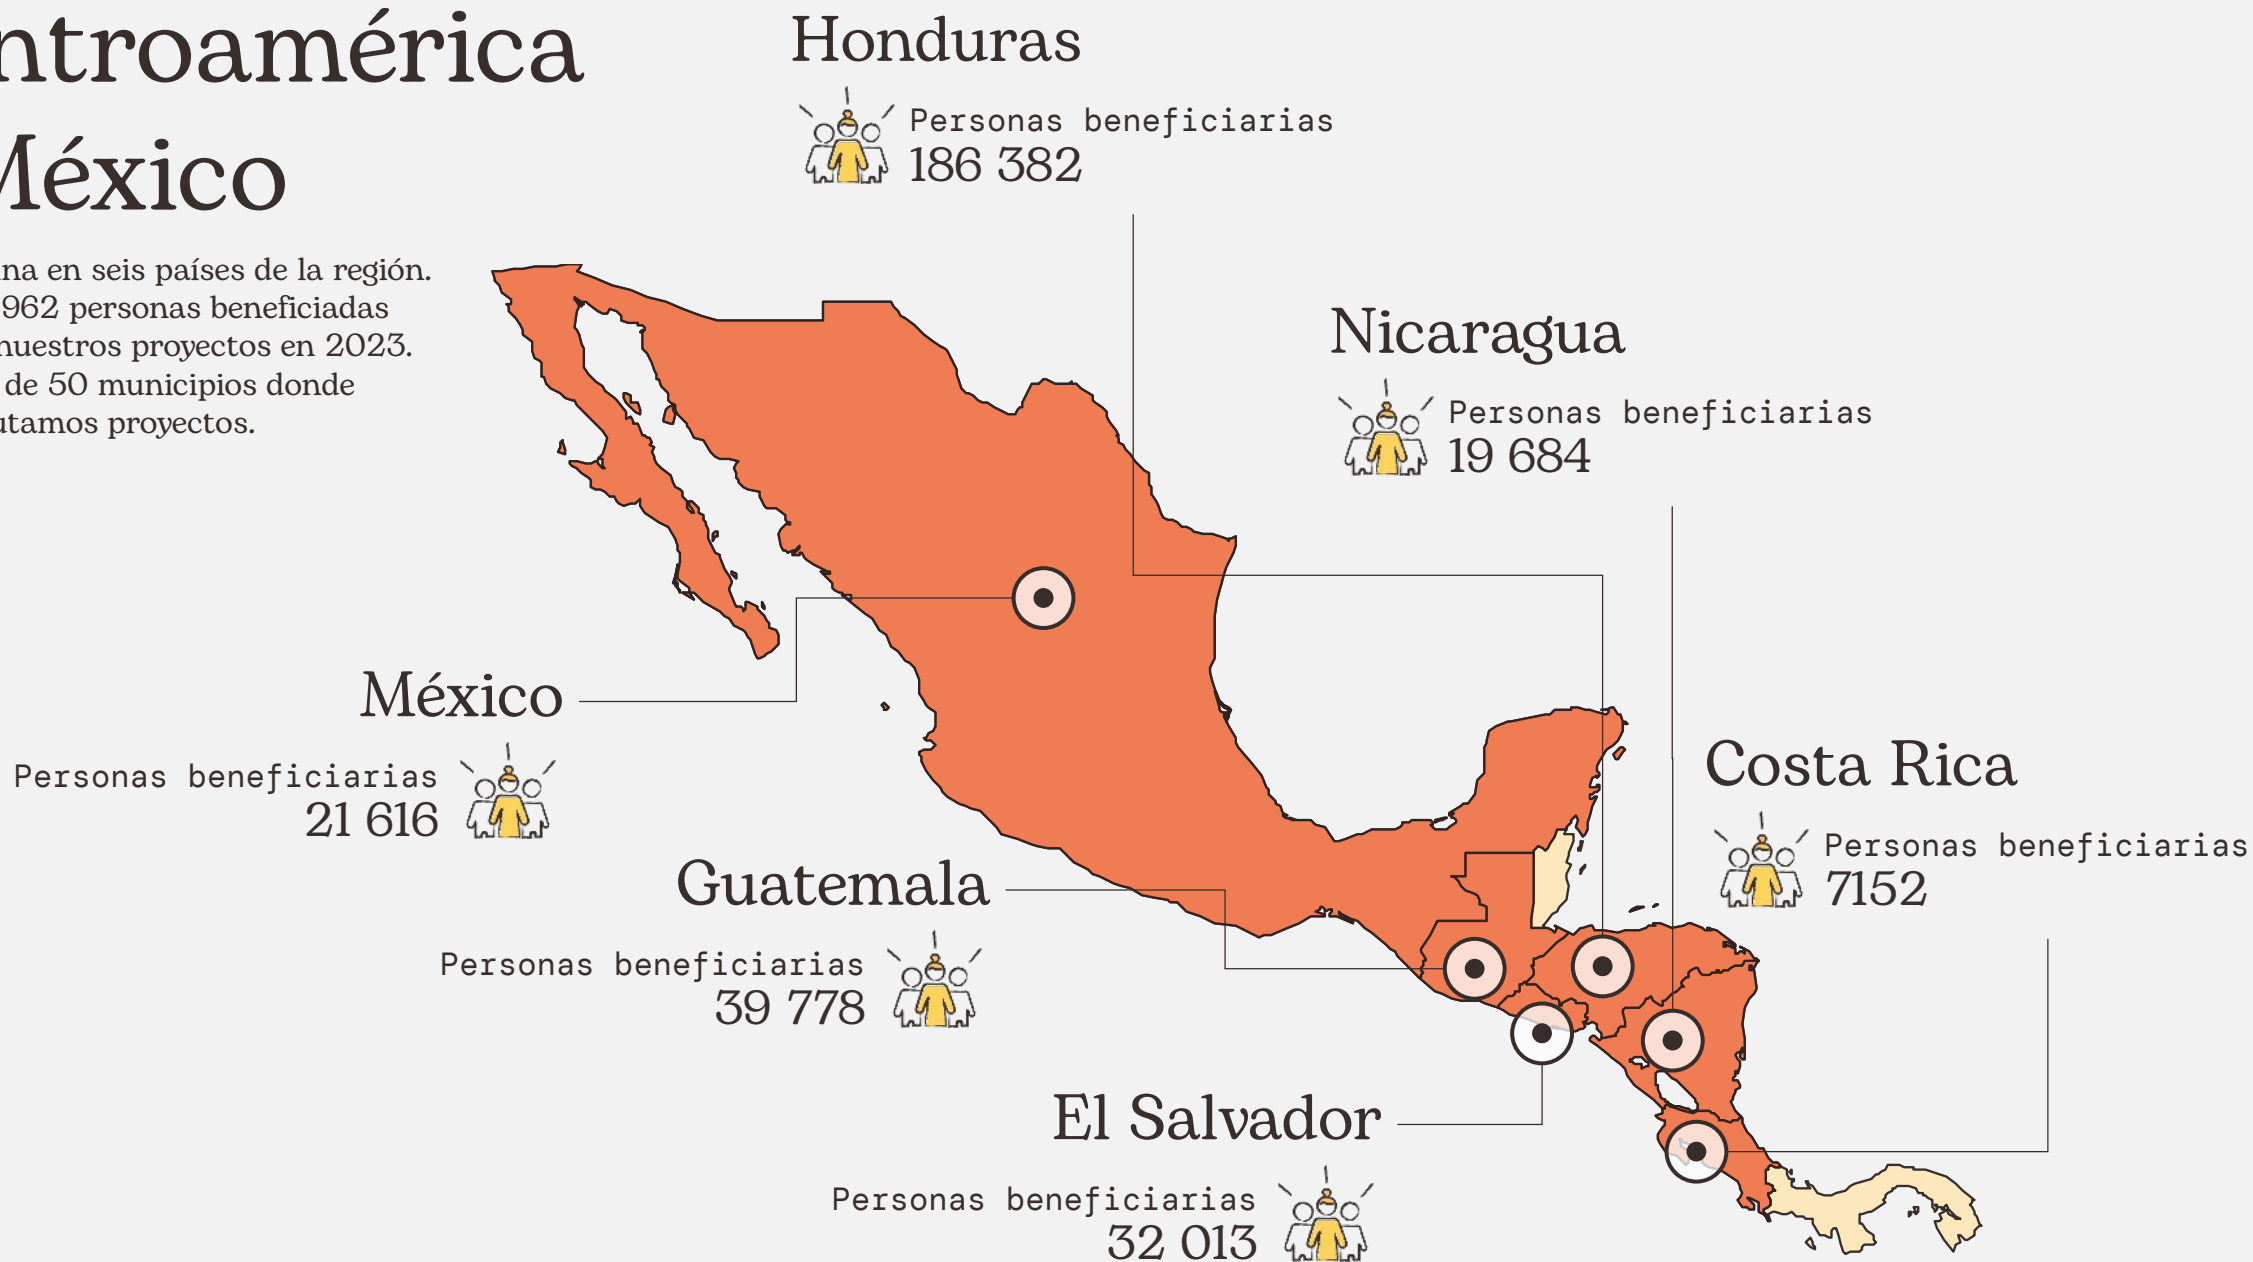 ntroamérica
México
na en seis países de la región.
962 personas beneficiadas
nuestros proyectos en 2023.
de 50 municipios donde
utamos proyectos.
Honduras
Personas beneficiarias
186 382
Nicaragua
Personas beneficiarias
19 684
México
Personas beneficiarias
21 616
Costa Rica
Personas beneficiarias
7152
Guatemala
Personas beneficiarias
39 778
El Salvador
Personas beneficiarias
32 013